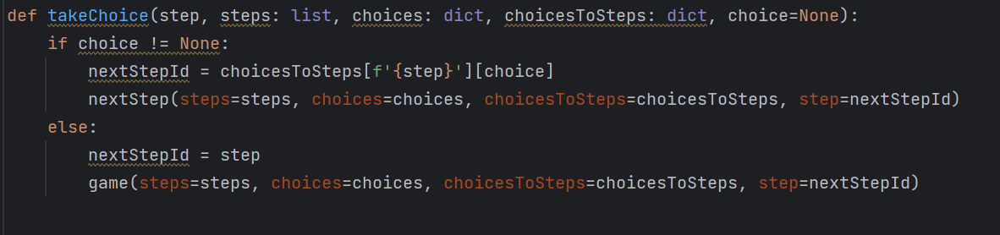 def takeChoice(step, steps: list, choices: dict, choicesToSteps: dict, choice=None):
    if choice != None:
        nextStepId = choicesToSteps[f'{step}'][choice]
        nextStep(steps=steps, choices=choices, choicesToSteps=choicesToSteps, step=nextStepId)
    else:
        nextStepId = step
        game(steps=steps, choices=choices, choicesToSteps=choicesToSteps, step=nextStepId)